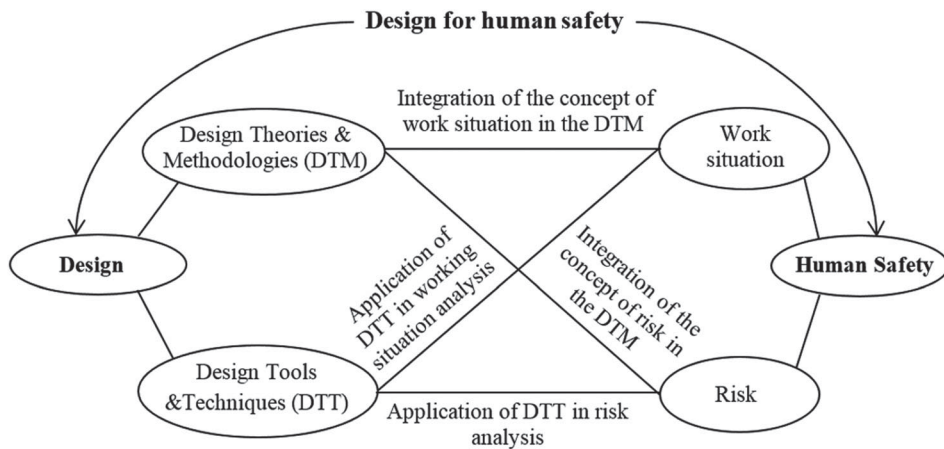 Design for human safety
Integration of the concept of
work situation in the DTM
Design Theories &
Methodologies (DTM)
Work
situation
Design
Human Safety
Application of
DTT in working
situation analysis
Integration of the
concept of risk in
the DTM
Design Tools
&Techniques (DTT)
Risk
Application of DTT in risk
analysis